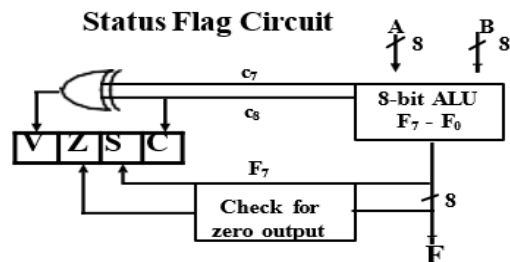 Status Flag Circuit
A 8 B 8
c7
c8
8-bit ALU
F7 - F0
V Z S C
F7
8
Check for
zero output
F